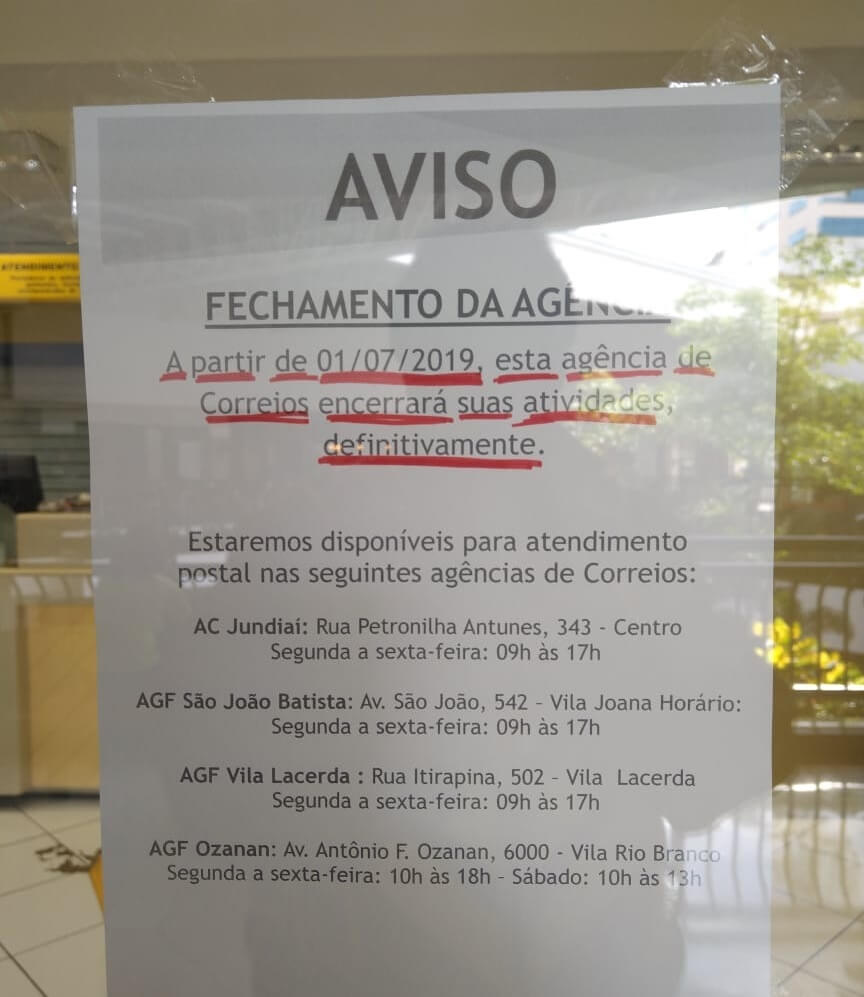 AVISO
FECHAMENTO DA AGÊNCIA
A partir de 01/07/2019, esta agência de
Correios encerrará suas atividades,
definitivamente.
Estaremos disponíveis para atendimento
postal nas seguintes agências de Correios:
AC Jundiaí: Rua Petronilha Antunes, 343 - Centro
Segunda a sexta-feira: 09h às 17h
AGF São João Batista: Av. São João, 542 – Vila Joana Horário:
Segunda a sexta-feira: 09h às 17h
AGF Vila Lacerda : Rua Itirapina, 502 – Vila Lacerda
Segunda a sexta-feira: 09h às 17h
AGF Ozanan: Av. Antônio F. Ozanan, 6000 - Vila Rio Branco
Segunda a sexta-feira: 10h às 18h - Sábado: 10h às 13h
ATENDIMENTO